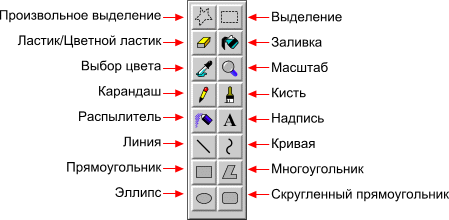 Произвольное выделение
Выделение
Ластик/Цветной ластик
Заливка
Выбор цвета
Масштаб
Карандаш
Кисть
Распылитель
A
Надпись
Линия
Кривая
Прямоугольник
Многоугольник
Эллипс
Скругленный прямоугольник